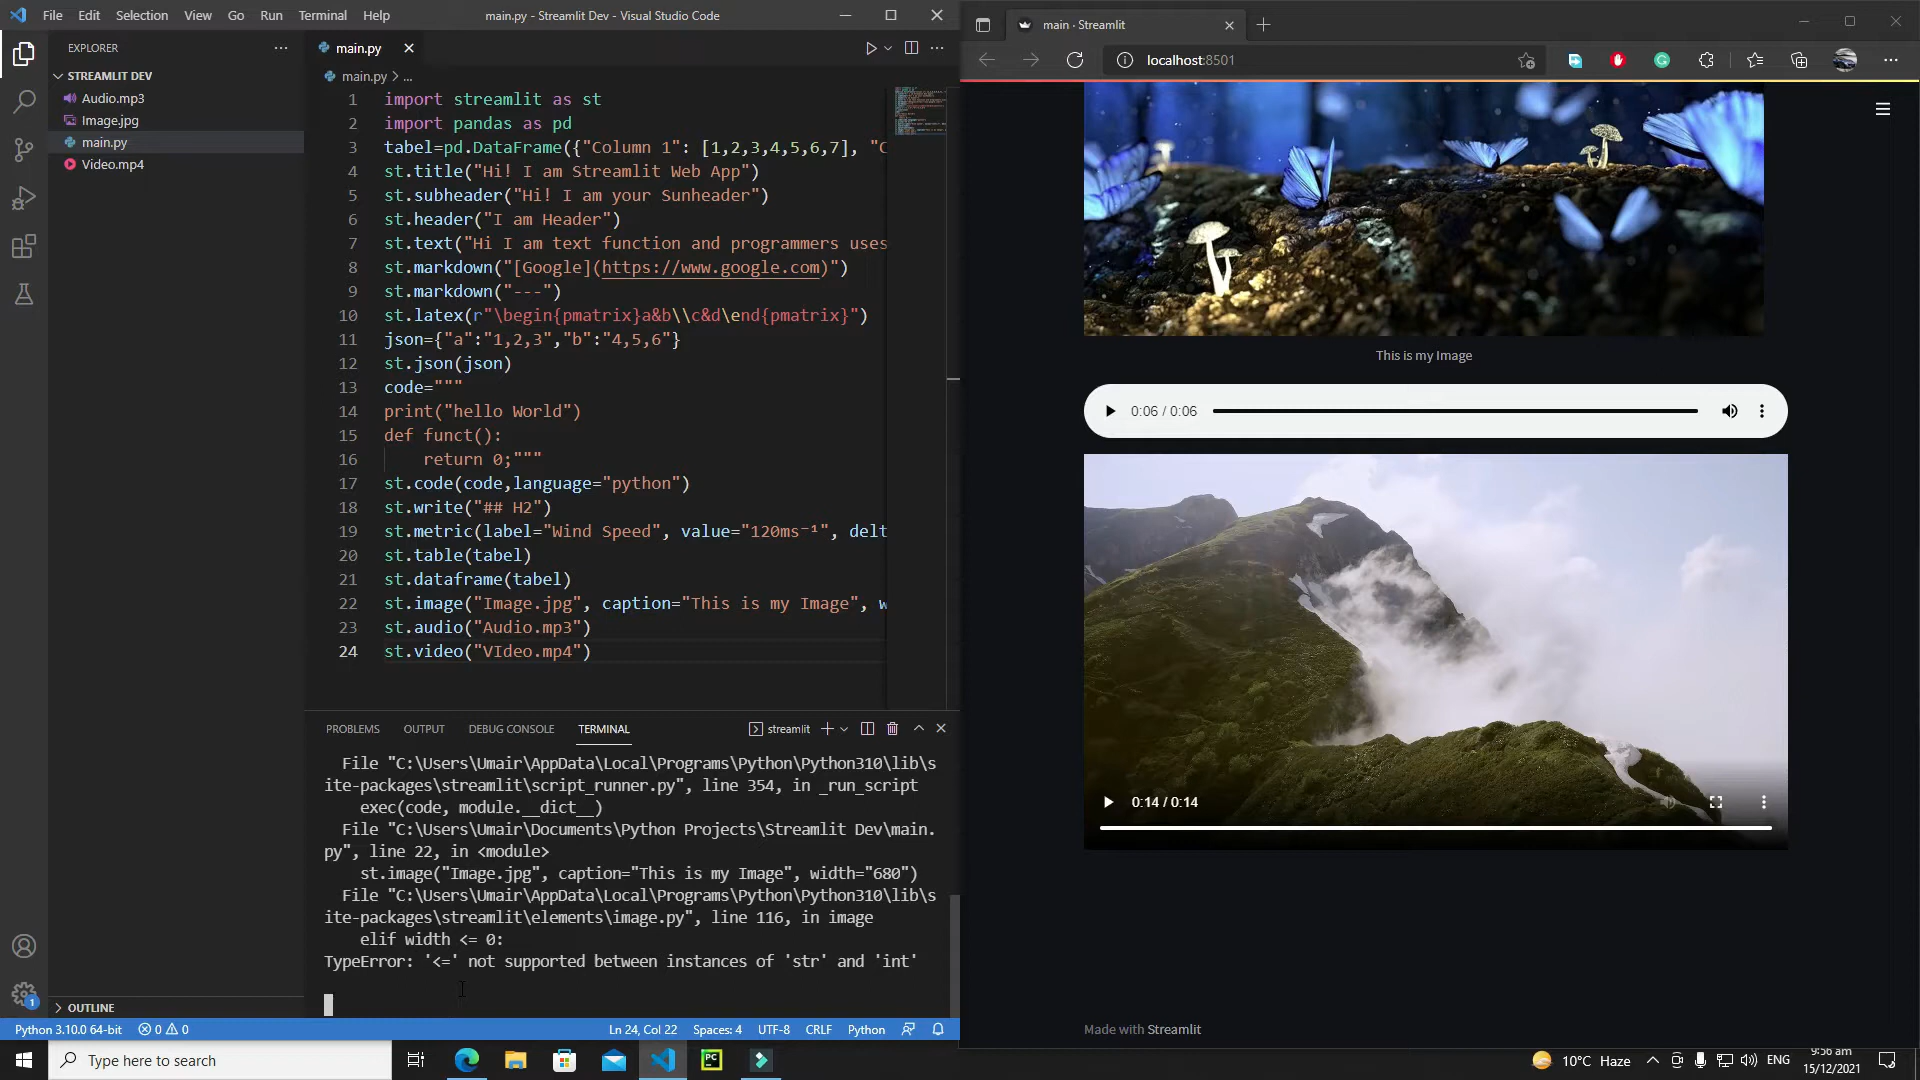 File Edit Selection View Go Run Terminal Help
main.py - Streamlit Dev - Visual Studio Code
EXPLORER
STREAMLIT DEV
Audio.mp3
Image.jpg
main.py
Video.mp4
OUTLINE
main.py
main.py > ...
1 import streamlit as st
2 import pandas as pd
3 tabel=pd.DataFrame({"Column 1": [1,2,3,4,5,6,7], "C
4 st.title("Hi! I am Streamlit Web App")
5 st.subheader("Hi! I am your Sunheader")
6 st.header("I am Header")
7 st.text("Hi I am text function and programmers uses
8 st.markdown("[Google](https://www.google.com)")
9 st.markdown("---")
10 st.latex(r"\begin{pmatrix}a&b\\c&d\end{pmatrix}")
11 json={"a":"1,2,3","b":"4,5,6"}
12 st.json(json)
13 code="""
14 print("hello World")
15 def funct():
16 return 0;"""
17 st.code(code,language="python")
18 st.write("## H2")
19 st.metric(label="Wind Speed", value="120ms⁻¹", delt
20 st.table(tabel)
21 st.dataframe(tabel)
22 st.image("Image.jpg", caption="This is my Image", w
23 st.audio("Audio.mp3")
24 st.video("VIdeo.mp4")
PROBLEMS OUTPUT DEBUG CONSOLE TERMINAL
streamlit
File "C:\Users\Umair\AppData\Local\Programs\Python\Python310\lib\s
ite-packages\streamlit\script_runner.py", line 354, in _run_script
exec(code, module.__dict__)
File "C:\Users\Umair\Documents\Python Projects\Streamlit Dev\main.
py", line 22, in <module>
st.image("Image.jpg", caption="This is my Image", width="680")
File "C:\Users\Umair\AppData\Local\Programs\Python\Python310\lib\s
ite-packages\streamlit\elements\image.py", line 116, in image
elif width <= 0:
TypeError: '<=' not supported between instances of 'str' and 'int'
1
Python 3.10.0 64-bit 0 0
Ln 24, Col 22 Spaces: 4 UTF-8 CRLF Python
main · Streamlit
localhost:8501
This is my Image
0:06 / 0:06
0:14 / 0:14
Made with Streamlit
Type here to search
PC
10°C Haze
ENG
9:56 am
15/12/2021